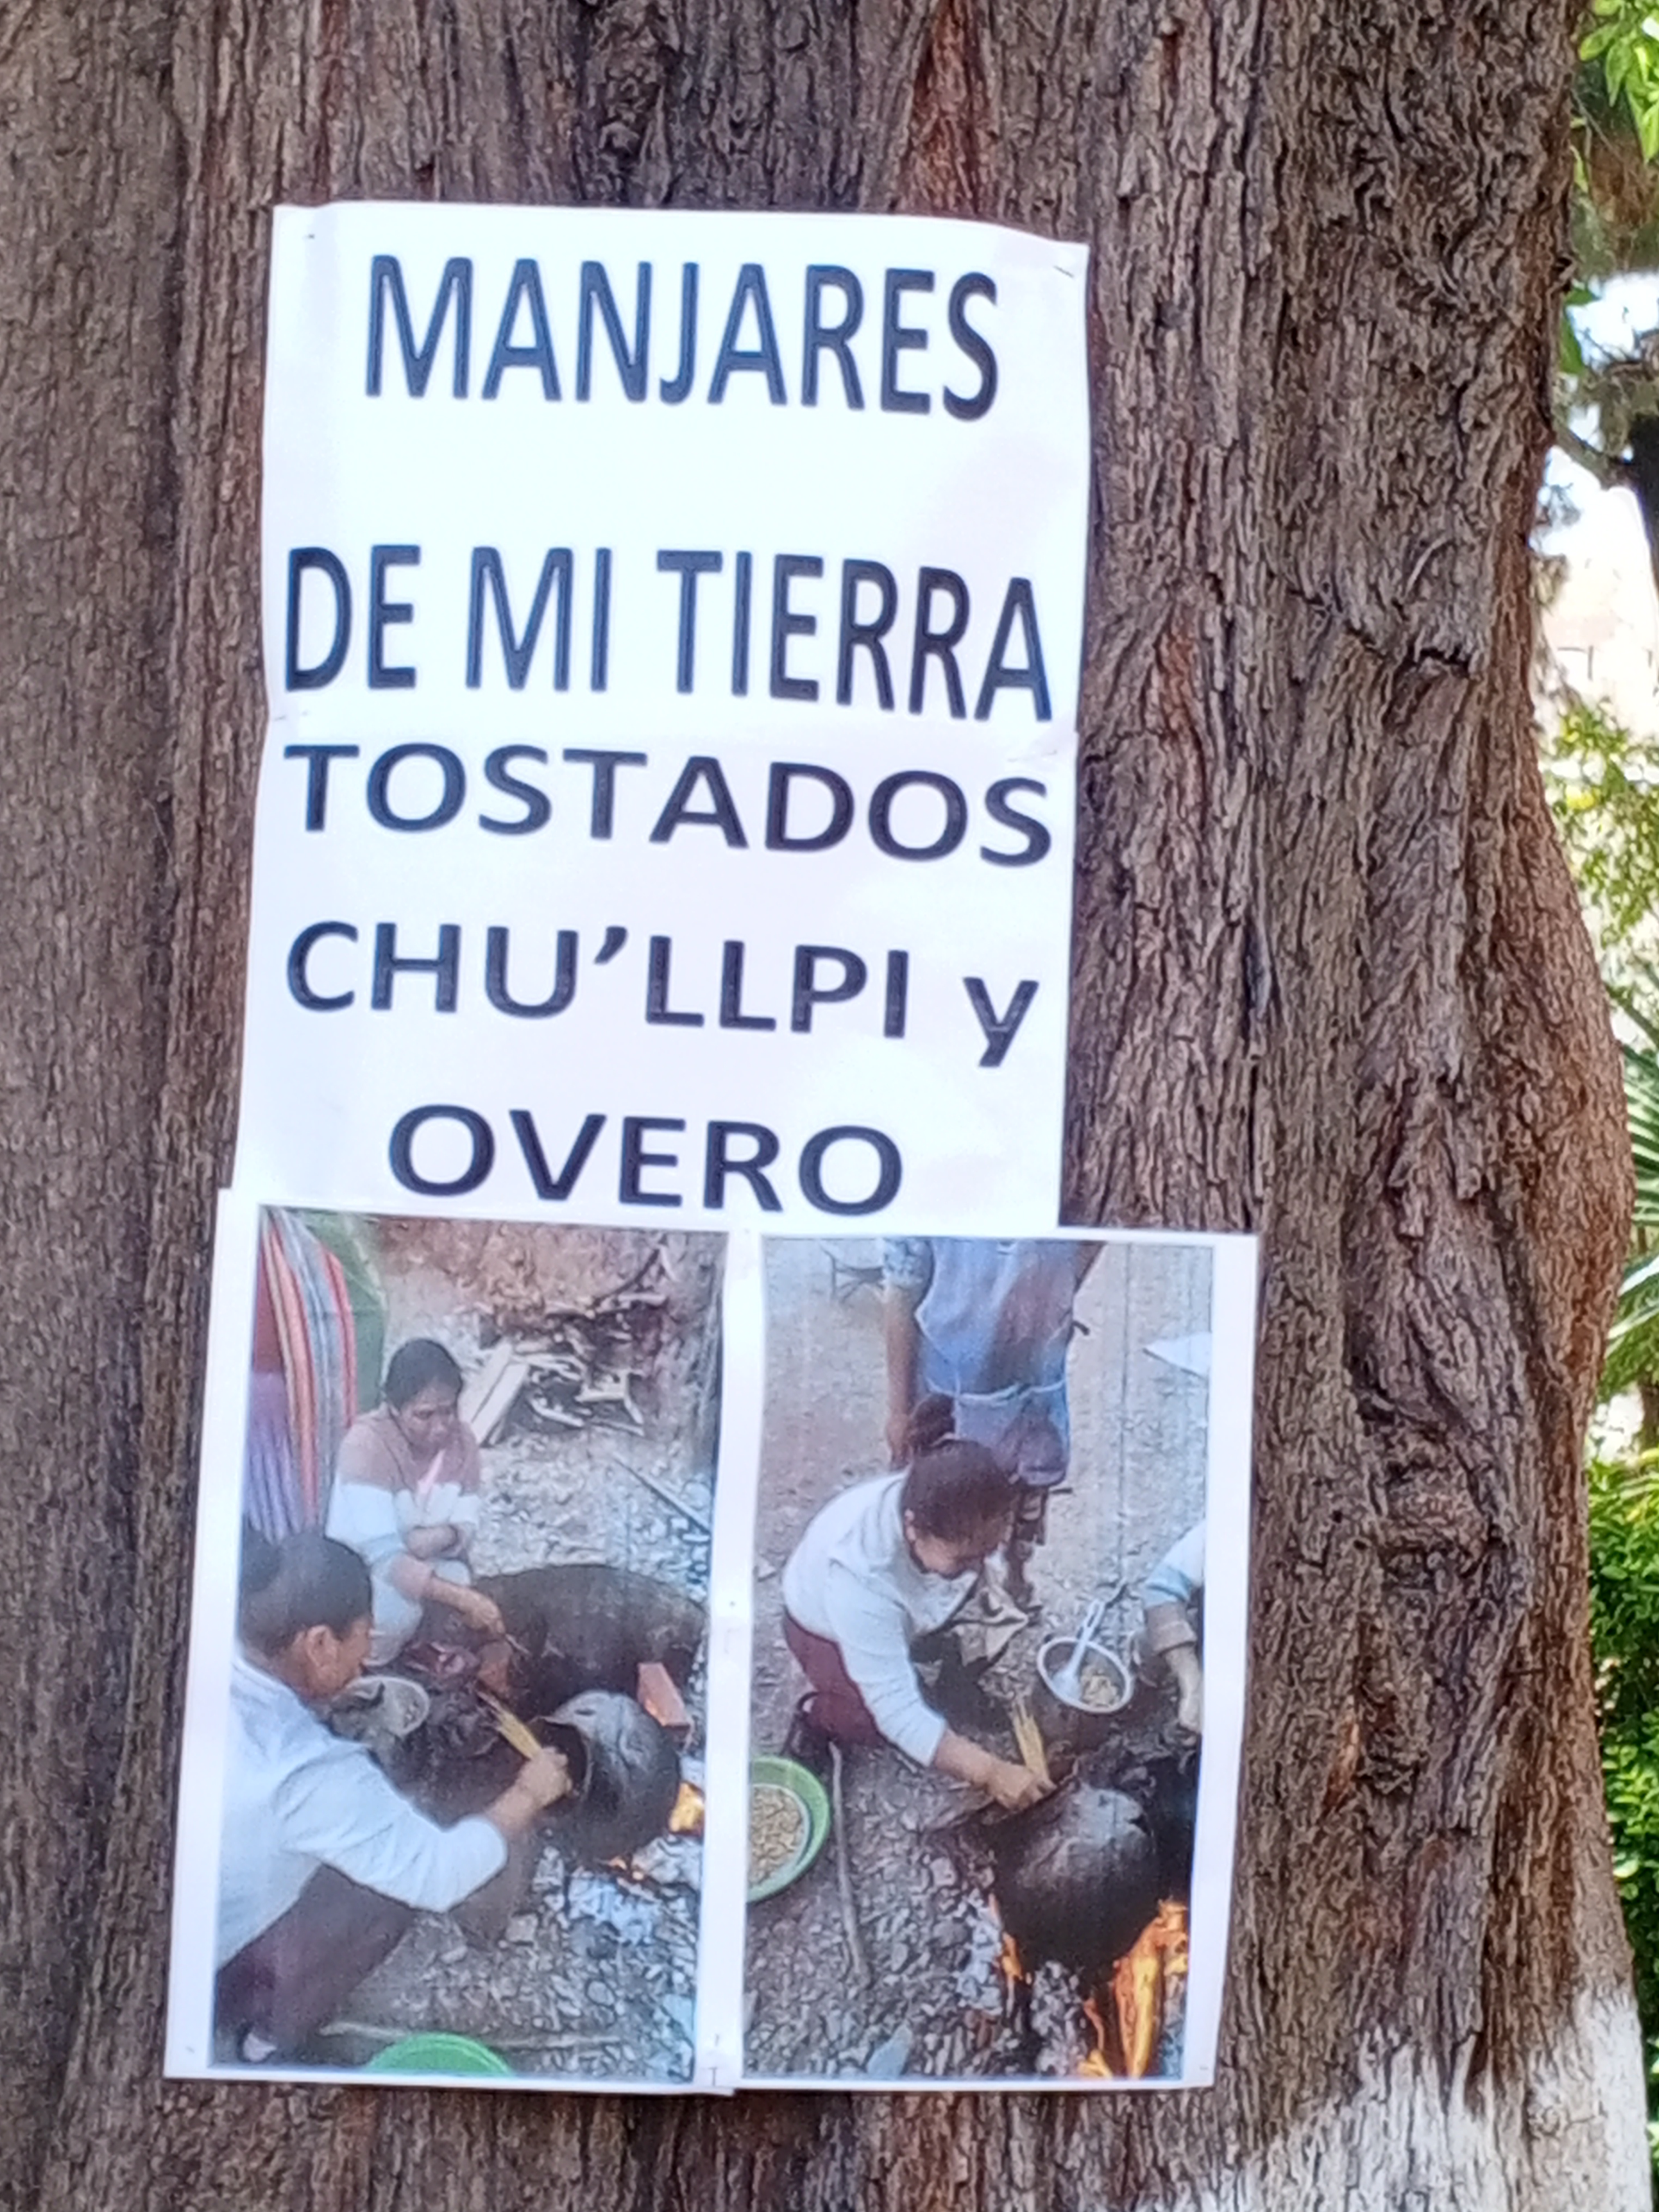 MANJARES
DE MI TIERRA
TOSTADOS
CHU’LLPI y
OVERO